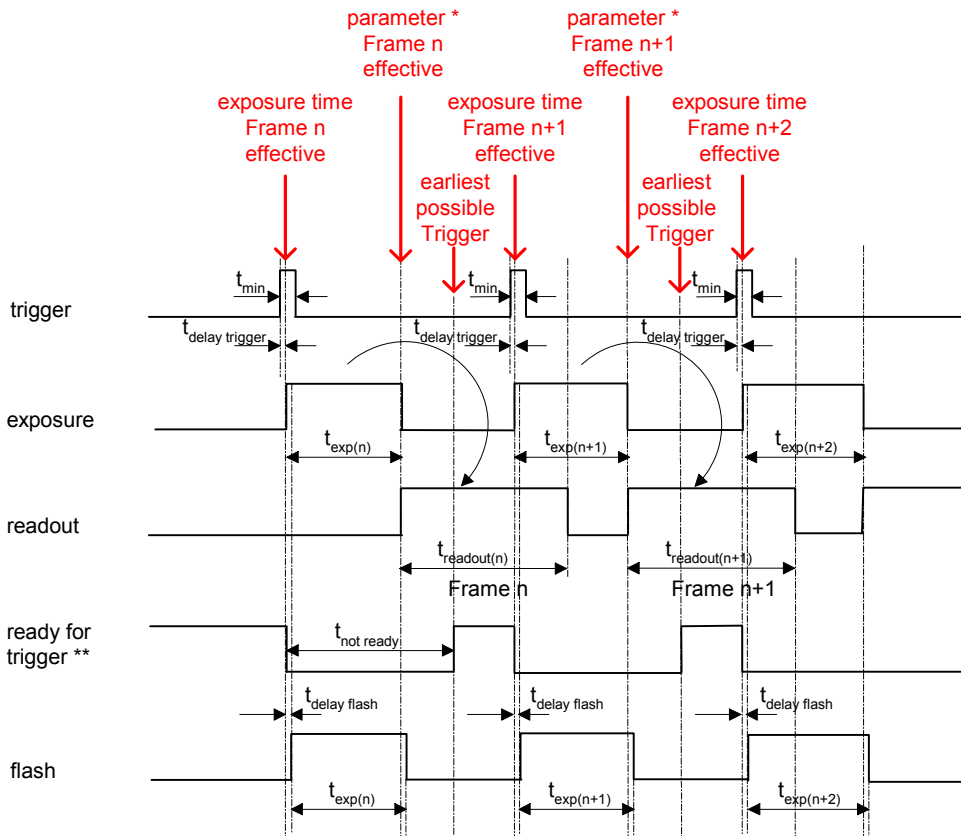 parameter *
Frame n
effective
parameter *
Frame n+1
effective
exposure time
Frame n
effective
exposure time
Frame n+1
effective
exposure time
Frame n+2
effective
earliest
possible
Trigger
earliest
possible
Trigger
trigger
tmin
tmin
tmin
tdelay trigger
tdelay trigger
tdelay trigger
exposure
texp(n)
texp(n+1)
texp(n+2)
readout
treadout(n)
treadout(n+1)
Frame n
Frame n+1
ready for
trigger **
tnot ready
tdelay flash
tdelay flash
tdelay flash
flash
texp(n)
texp(n+1)
texp(n+2)